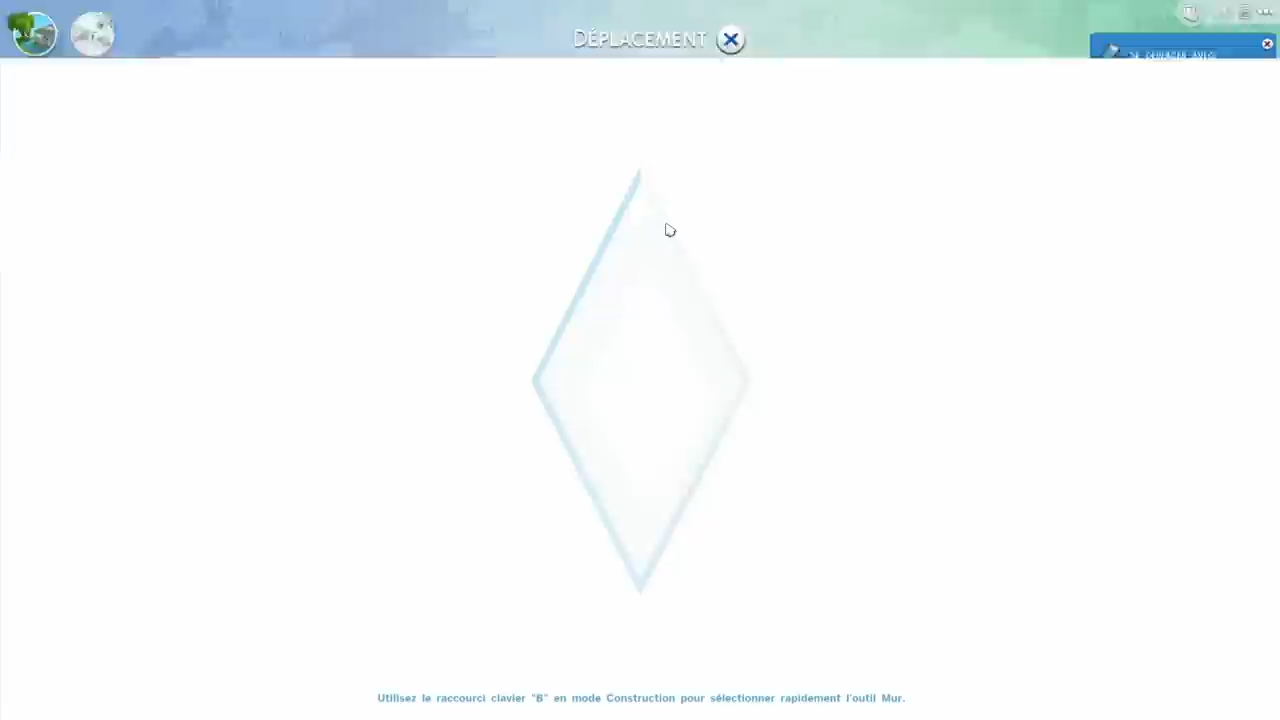 DÉPLACEMENT
Utilisez le raccourci clavier "B" en mode Construction pour sélectionner rapidement l'outil Mur.